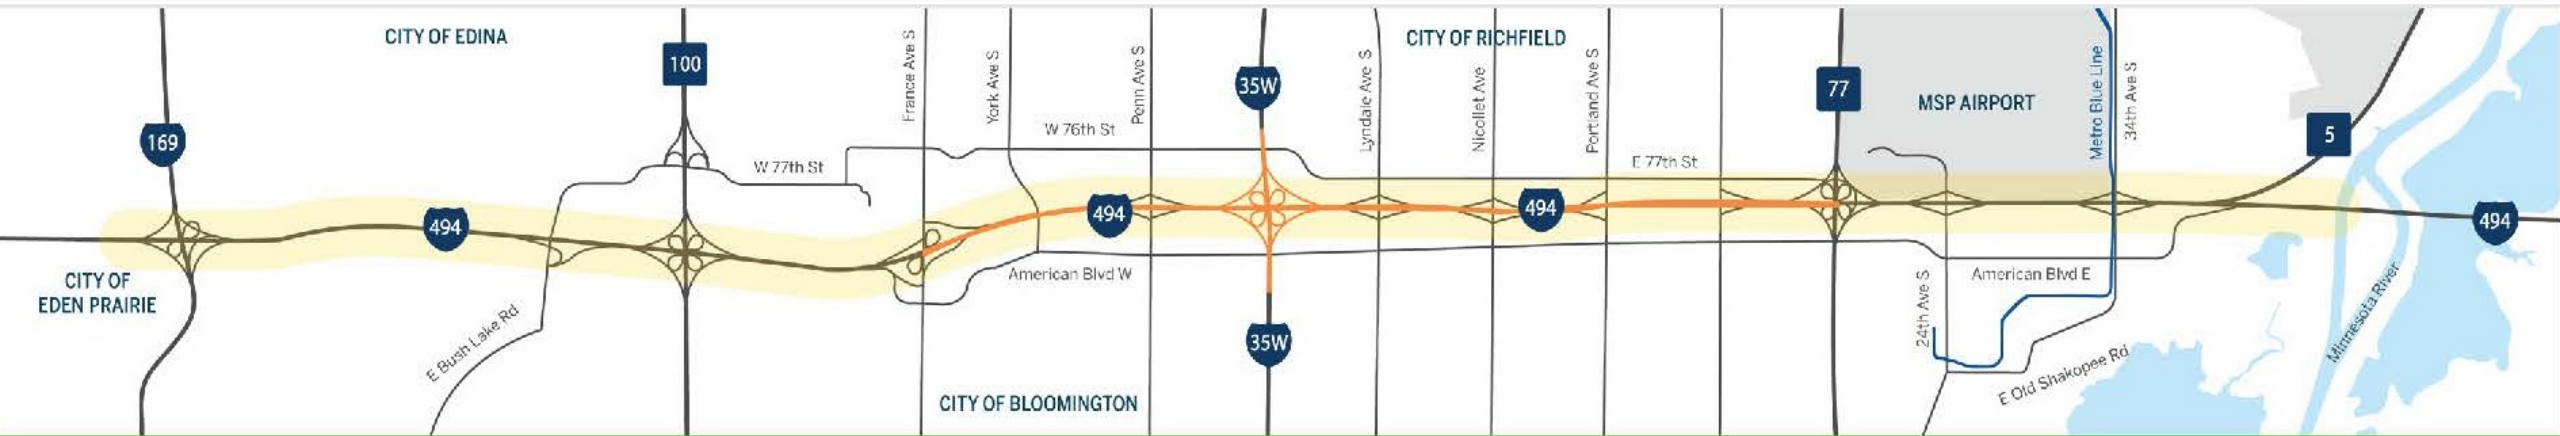 CITY OF EDINA
CITY OF RICHFIELD
100
France Ave S
York Ave S
Penn Ave S
35W
Lyndale Ave S
Nicollet Ave
Portland Ave S
77
MSP AIRPORT
Metro Blue Line
34th Ave S
169
W 76th St
5
W 77th St
E 77th St
494
494
494
494
CITY OF
EDEN PRAIRIE
American Blvd W
American Blvd E
24th Ave S
Minnesota River
E Bush Lake Rd
35W
E Old Shakopee Rd
CITY OF BLOOMINGTON